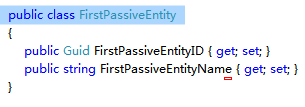 public class FirstPassiveEntity
{
public Guid FirstPassiveEntityID { get; set; }
public string FirstPassiveEntityName { get; set; }
}